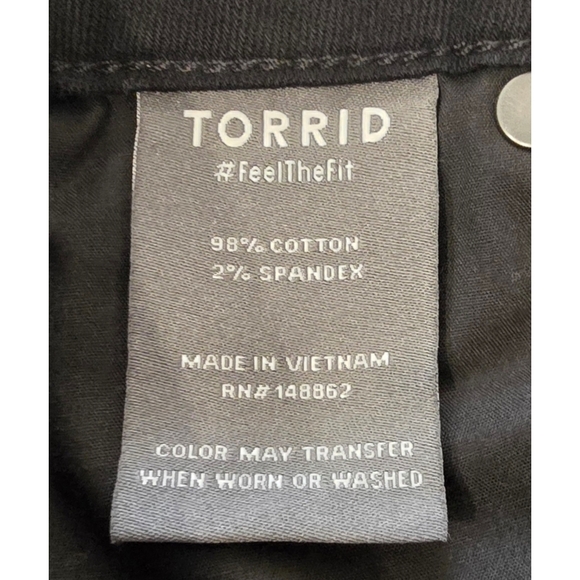 TORRID
#FeelTheFit
98% COTTON
2% SPANDEX
MADE IN VIETNAM
RN#148862
COLOR MAY TRANSFER
WHEN WORN OR WASHED